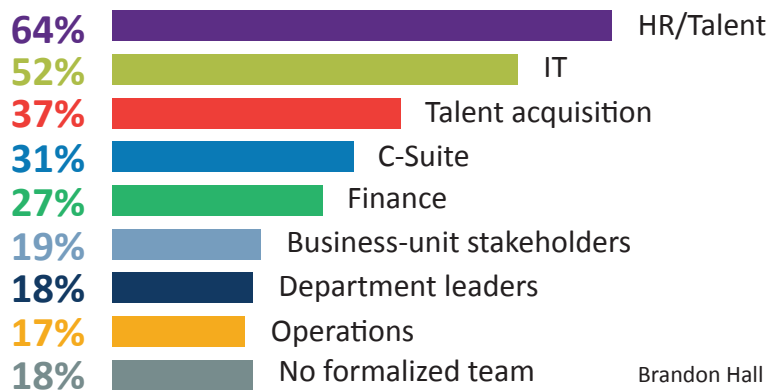 64% HR/Talent
52% IT
37% Talent acquisition
31% C-Suite
27% Finance
19% Business-unit stakeholders
18% Department leaders
17% Operations
18% No formalized team
Brandon Hall